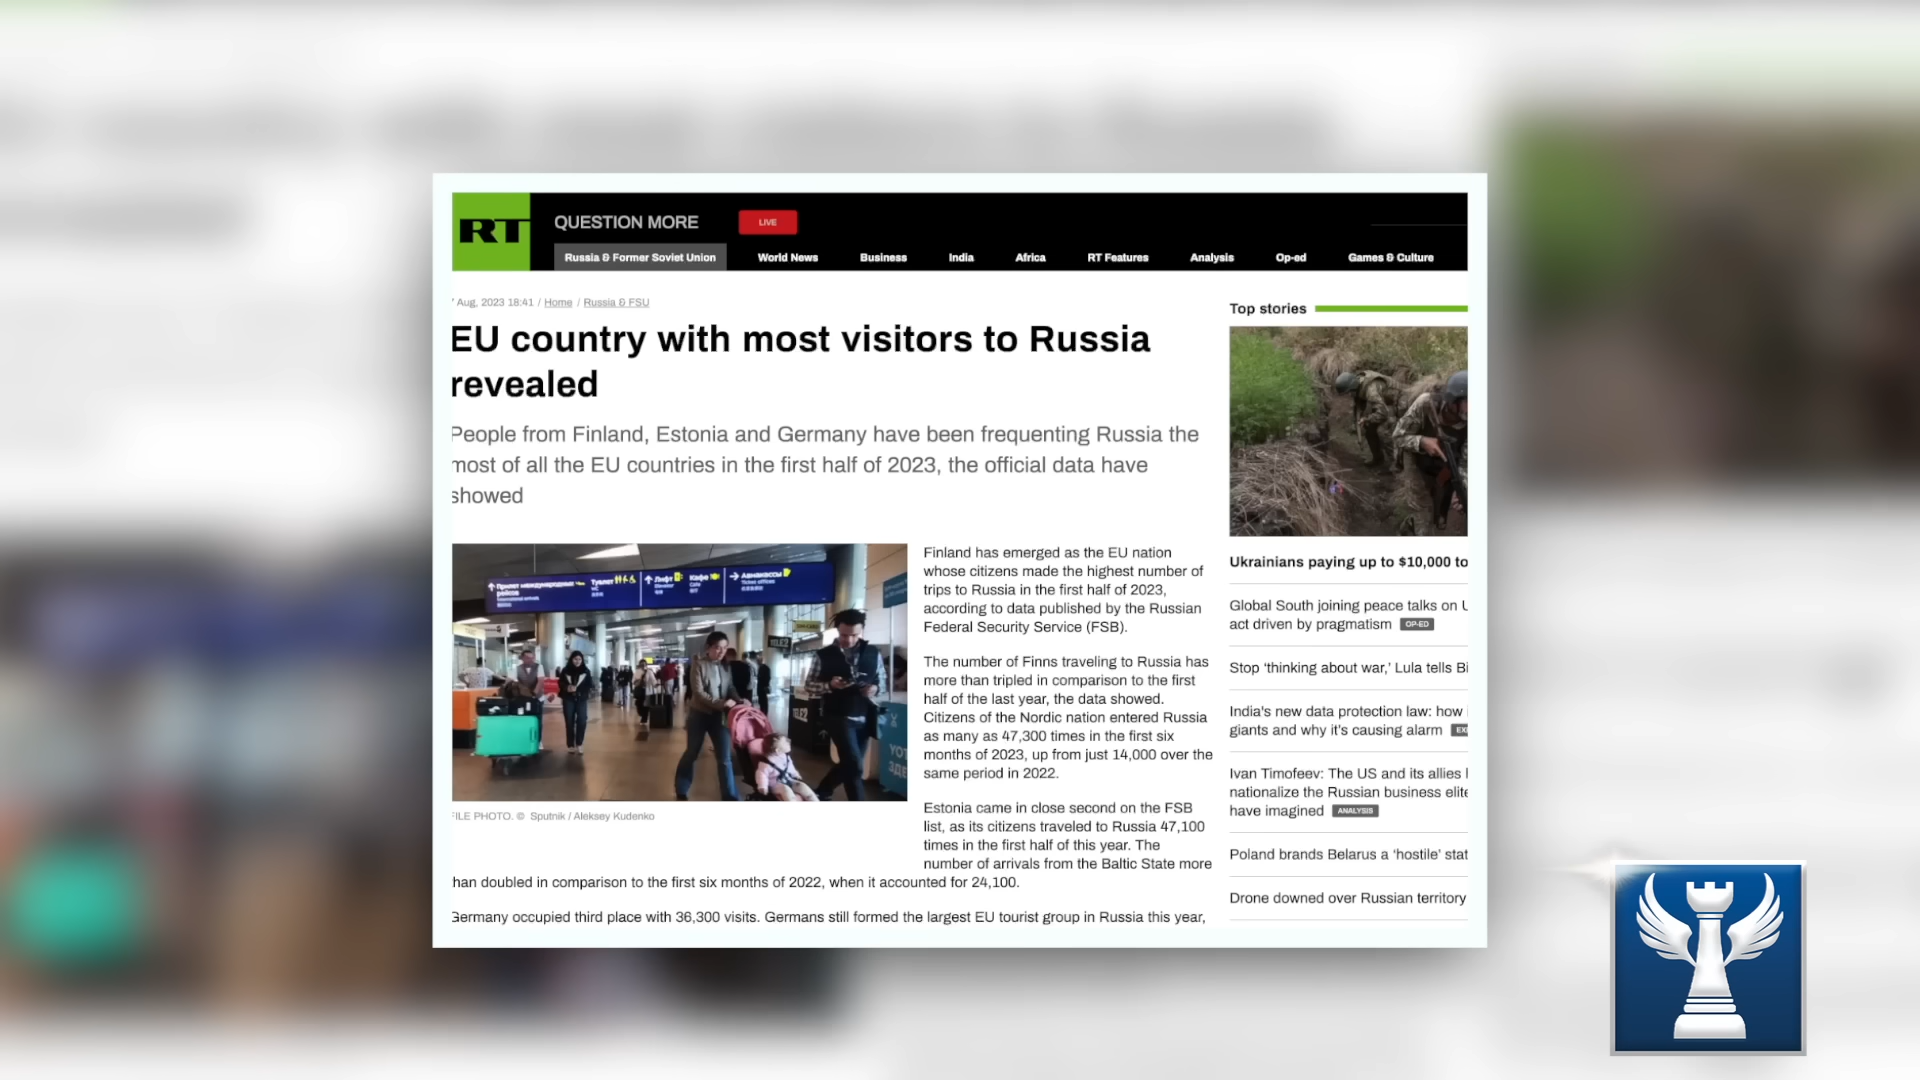 RT
QUESTION MORE
LIVE
Russia & Former Soviet Union
World News
Business
India
Africa
RT Features
Analysis
Op-ed
Games & Culture
Aug, 2023 18:41 / Home / Russia & FSU
EU country with most visitors to Russia
revealed
People from Finland, Estonia and Germany have been frequenting Russia the
most of all the EU countries in the first half of 2023, the official data have
showed
Туалет
Лифт
Кафе
Авиакассы
TELE2
FILE PHOTO. © Sputnik / Aleksey Kudenko
Finland has emerged as the EU nation
whose citizens made the highest number of
trips to Russia in the first half of 2023,
according to data published by the Russian
Federal Security Service (FSB).
The number of Finns traveling to Russia has
more than tripled in comparison to the first
half of the last year, the data showed.
Citizens of the Nordic nation entered Russia
as many as 47,300 times in the first six
months of 2023, up from just 14,000 over the
same period in 2022.
Estonia came in close second on the FSB
list, as its citizens traveled to Russia 47,100
times in the first half of this year. The
number of arrivals from the Baltic State more
han doubled in comparison to the first six months of 2022, when it accounted for 24,100.
Germany occupied third place with 36,300 visits. Germans still formed the largest EU tourist group in Russia this year,
Top stories
Ukrainians paying up to $10,000 to
Global South joining peace talks on U
act driven by pragmatism OP-ED
Stop ‘thinking about war,’ Lula tells Bi
India's new data protection law: how
giants and why it’s causing alarm EX
Ivan Timofeev: The US and its allies
nationalize the Russian business elite
have imagined ANALYSIS
Poland brands Belarus a ‘hostile’ stat
Drone downed over Russian territory